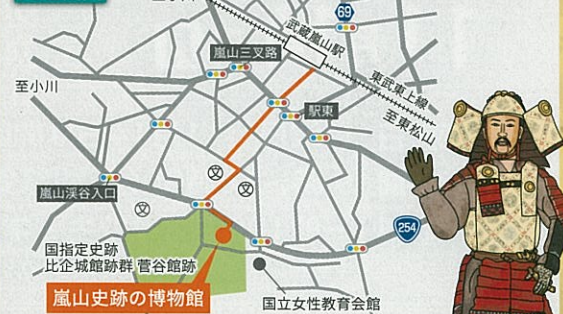 69
武蔵嵐山駅
嵐山三叉路
東武東上線
至小川
駅東
至東松山
文
文
文
嵐山渓谷入口
254
国指定史跡
比企城館跡群 菅谷館跡
嵐山史跡の博物館
国立女性教育会館